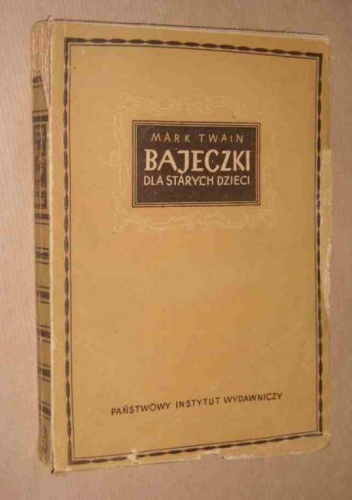 MARK TWAIN
BAJECZKI
DLA STARYCH DZIECI
PAŃSTWOWY INSTYTUT WYDAWNICZY